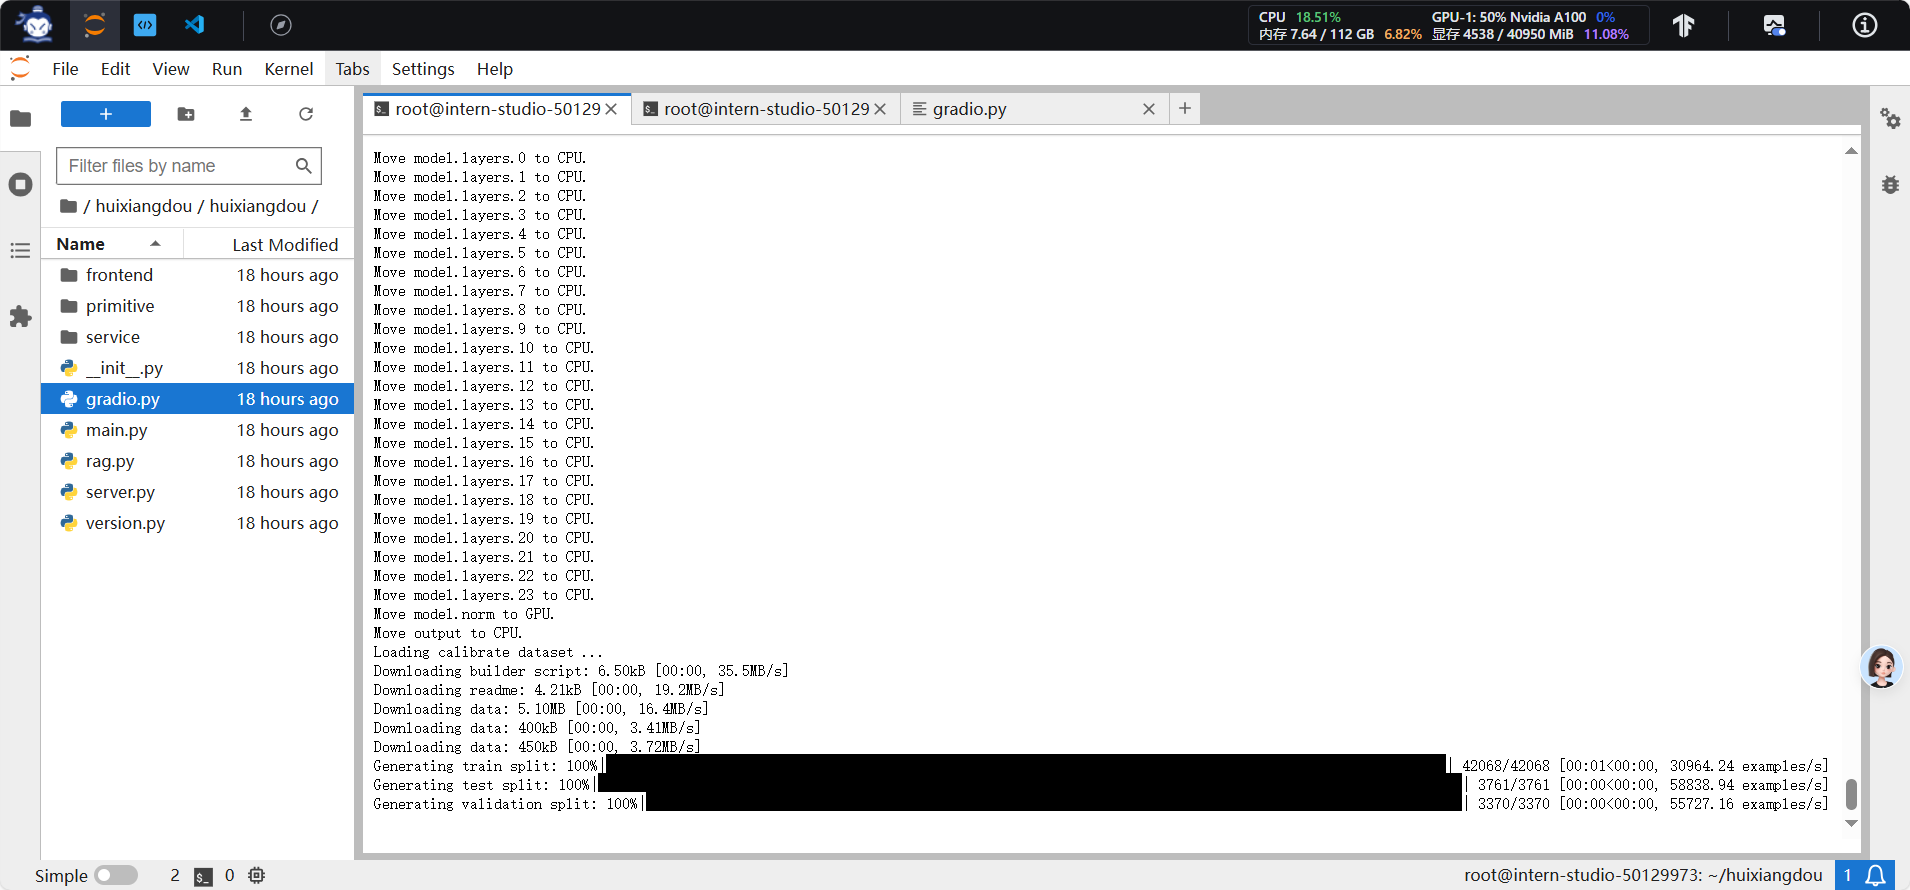 CPU 18.51% GPU-1: 50% Nvidia A100 0%
内存 7.64 / 112 GB 6.82% 显存 4538 / 40950 MiB 11.08%
File Edit View Run Kernel Tabs Settings Help
root@intern-studio-50129 root@intern-studio-50129 gradio.py
Filter files by name
/ huixiangdou / huixiangdou /
Name Last Modified
frontend 18 hours ago
primitive 18 hours ago
service 18 hours ago
__init__.py 18 hours ago
gradio.py 18 hours ago
main.py 18 hours ago
rag.py 18 hours ago
server.py 18 hours ago
version.py 18 hours ago
Move model.layers.0 to CPU.
Move model.layers.1 to CPU.
Move model.layers.2 to CPU.
Move model.layers.3 to CPU.
Move model.layers.4 to CPU.
Move model.layers.5 to CPU.
Move model.layers.6 to CPU.
Move model.layers.7 to CPU.
Move model.layers.8 to CPU.
Move model.layers.9 to CPU.
Move model.layers.10 to CPU.
Move model.layers.11 to CPU.
Move model.layers.12 to CPU.
Move model.layers.13 to CPU.
Move model.layers.14 to CPU.
Move model.layers.15 to CPU.
Move model.layers.16 to CPU.
Move model.layers.17 to CPU.
Move model.layers.18 to CPU.
Move model.layers.19 to CPU.
Move model.layers.20 to CPU.
Move model.layers.21 to CPU.
Move model.layers.22 to CPU.
Move model.layers.23 to CPU.
Move model.norm to GPU.
Move output to CPU.
Loading calibrate dataset ...
Downloading builder script: 6.50kB [00:00, 35.5MB/s]
Downloading readme: 4.21kB [00:00, 19.2MB/s]
Downloading data: 5.10MB [00:00, 16.4MB/s]
Downloading data: 400kB [00:00, 3.41MB/s]
Downloading data: 450kB [00:00, 3.72MB/s]
Generating train split: 100%| | 42068/42068 [00:01<00:00, 30964.24 examples/s]
Generating test split: 100%| | 3761/3761 [00:00<00:00, 58838.94 examples/s]
Generating validation split: 100%| | 3370/3370 [00:00<00:00, 55727.16 examples/s]
Simple 2 0 root@intern-studio-50129973: ~/huixiangdou 1